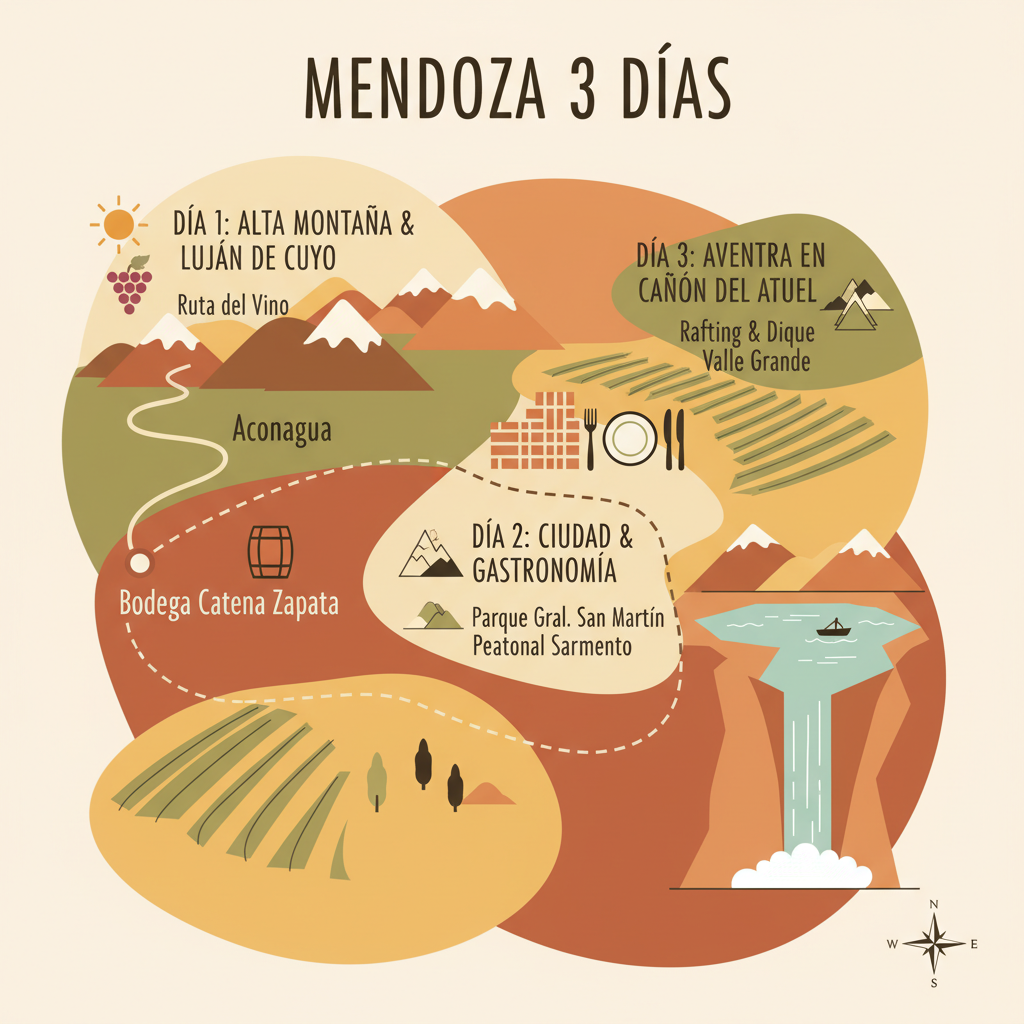 MENDOZA 3 DÍAS
DÍA 1: ALTA MONTAÑA &
LUJÁN DE CUYO
Ruta del Vino
Aconagua
Bodega Catena Zapata
DÍA 2: CIUDAD &
GASTRONOMÍA
Parque Gral. San Martín
Peatonal Sarmento
DÍA 3: AVENTRA EN
CAÑÓN DEL ATUEL
Rafting & Dique
Valle Grande
N
W E
S